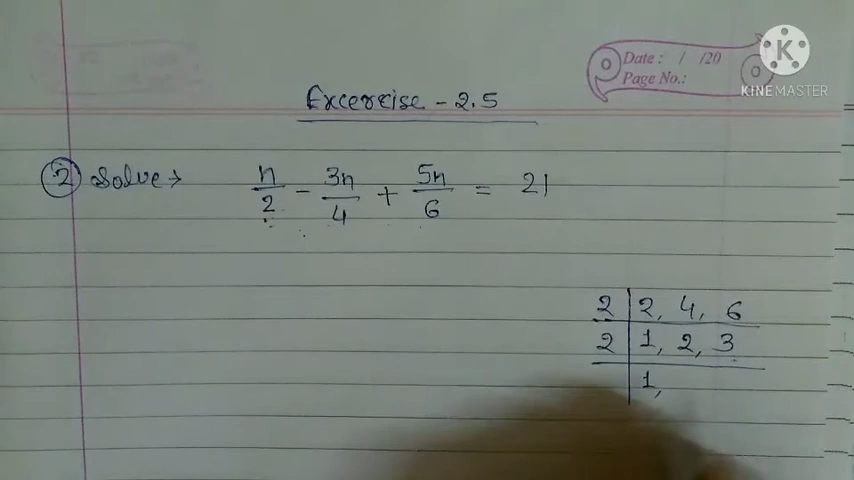 Date: / /20
Page No.:
K
KINEMASTER
Excercise - 2.5
2 Solve → n/2 - 3n/4 + 5n/6 = 21
2 | 2, 4, 6
2 | 1, 2, 3
| 1,